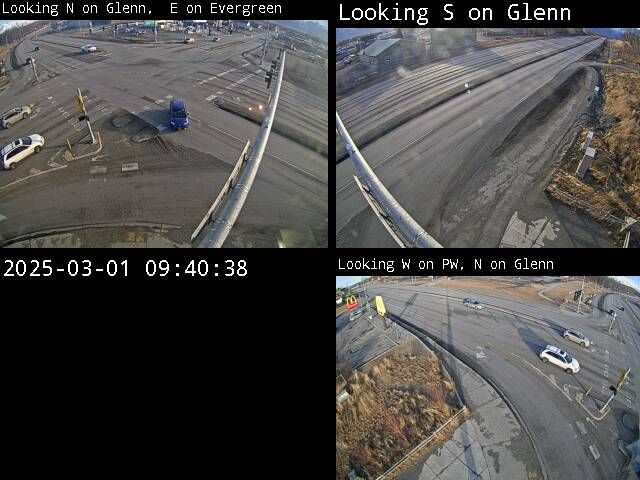 Looking N on Glenn,  E on Evergreen
Looking S on Glenn
2025-03-01 09:40:38
Looking W on PW, N on Glenn